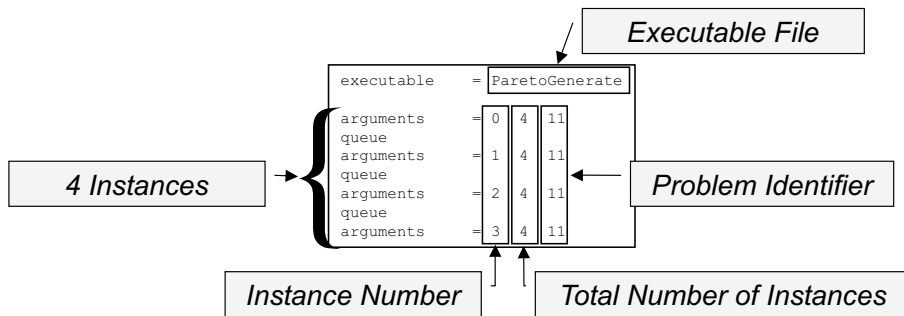 Executable File
executable = ParetoGenerate
arguments = 0 4 11
queue
arguments = 1 4 11
queue
4 Instances
Problem Identifier
arguments = 2 4 11
queue
arguments = 3 4 11
Instance Number
Total Number of Instances